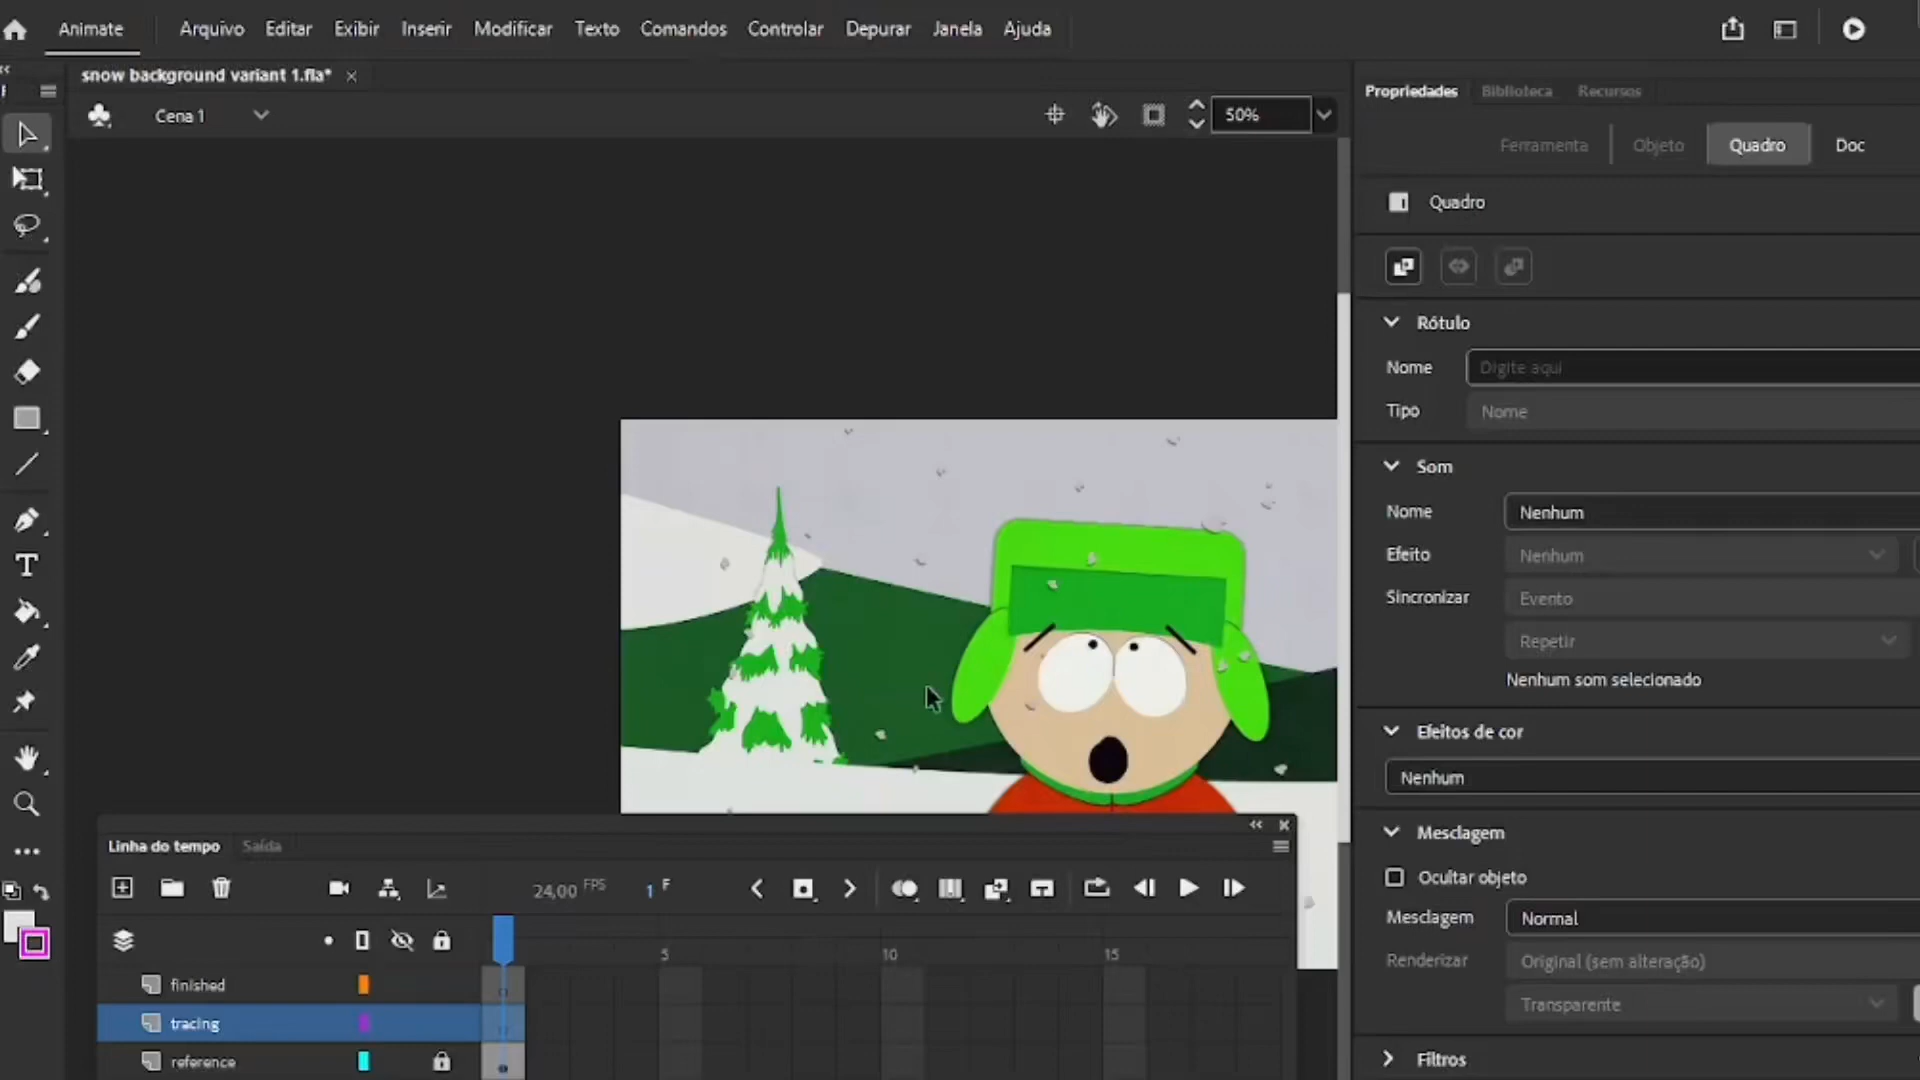 Animate Arquivo Editar Exibir Inserir Modificar Texto Comandos Controlar Depurar Janela Ajuda
snow background variant 1.fla*
Cena 1
50%
Propriedades Biblioteca Recursos
Ferramenta Objeto Quadro Doc
Quadro
Rótulo
Nome Digite aqui
Tipo Nome
Som
Nome Nenhum
Efeito Nenhum
Sincronizar Evento
Repetir
Nenhum som selecionado
Efeitos de cor
Nenhum
Mesclagem
Ocultar objeto
Mesclagem Normal
Renderizar Original (sem alteração)
Transparente
Filtros
Linha do tempo Saída
24,00 FPS 1 F
5 10 15
finished
tracing
reference